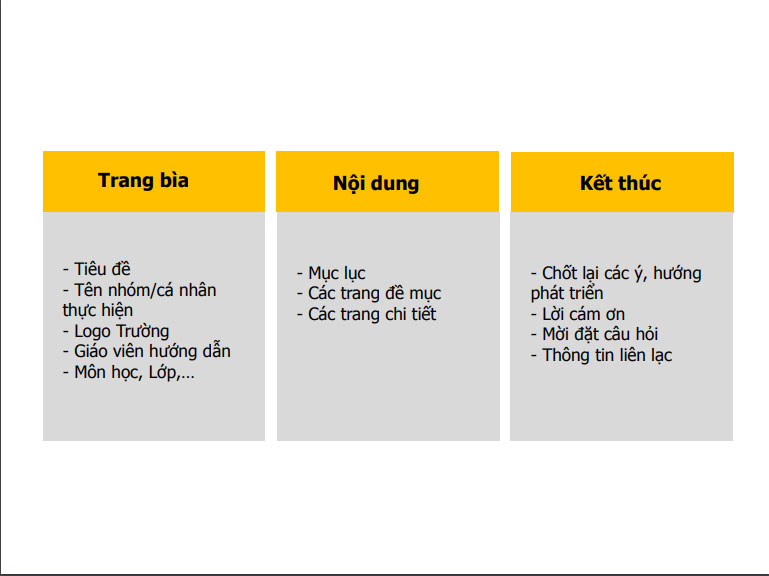 Trang bìa
- Tiêu đề
- Tên nhóm/cá nhân
thực hiện
- Logo Trường
- Giáo viên hướng dẫn
- Môn học, Lớp,…
Nội dung
- Mục lục
- Các trang đề mục
- Các trang chi tiết
Kết thúc
- Chốt lại các ý, hướng
phát triển
- Lời cám ơn
- Mời đặt câu hỏi
- Thông tin liên lạc